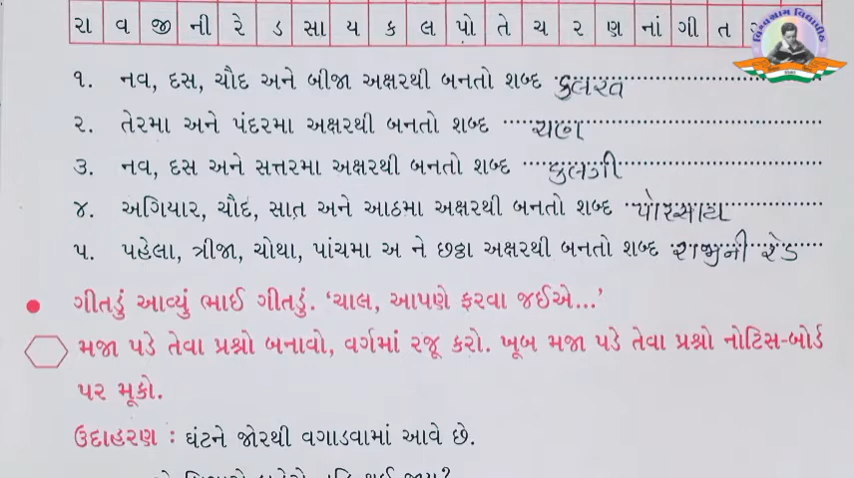 રા વ જી ની રે ડ સા ય ક લ પો તે ચ ર ણ નાં ગી ત
વિશ્વગ્રામ વિદ્યાપીઠ
૧. નવ, દસ, ચૌદ અને બીજા અક્ષરથી બનતો શબ્દ કલરવ
૨. તેરમા અને પંદરમા અક્ષરથી બનતો શબ્દ ચણ
૩. નવ, દસ અને સત્તરમા અક્ષરથી બનતો શબ્દ કલગી
૪. અગિયાર, ચૌદ, સાત અને આઠમા અક્ષરથી બનતો શબ્દ પોરસાય
૫. પહેલા, ત્રીજા, ચોથા, પાંચમા અ ને છઠ્ઠા અક્ષરથી બનતો શબ્દ રાજીની રેડ
● ગીતડું આવ્યું ભાઈ ગીતડું. ‘ચાલ, આપણે ફરવા જઈએ...’
મજા પડે તેવા પ્રશ્નો બનાવો, વર્ગમાં રજૂ કરો. ખૂબ મજા પડે તેવા પ્રશ્નો નોટિસ-બોર્ડ
પર મૂકો.
ઉદાહરણ : ઘંટને જોરથી વગાડવામાં આવે છે.